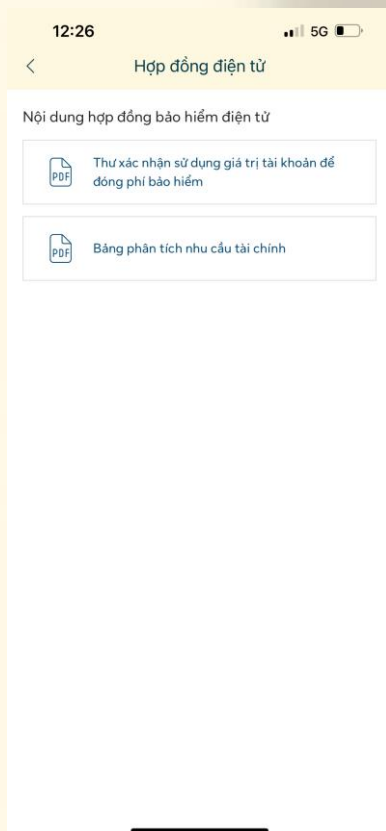 12:26
5G
Hợp đồng điện tử
Nội dung hợp đồng bảo hiểm điện tử
PDF
Thư xác nhận sử dụng giá trị tài khoản để
đóng phí bảo hiểm
PDF
Bảng phân tích nhu cầu tài chính